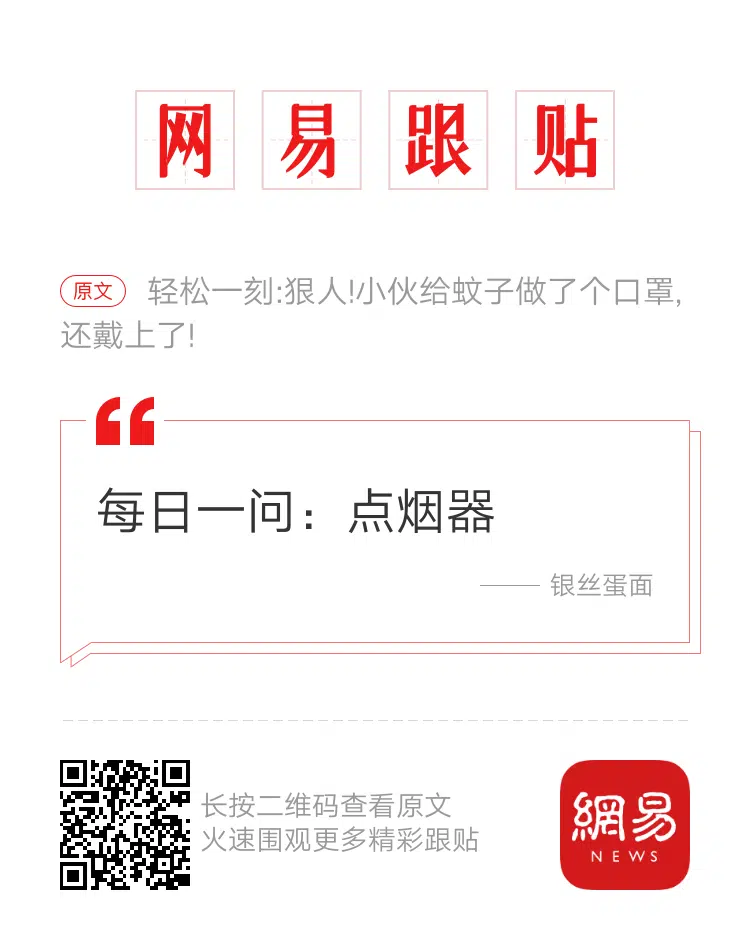 网易跟贴
原文 轻松一刻:狠人!小伙给蚊子做了个口罩,
还戴上了!
每日一问：点烟器
—— 银丝蛋面
长按二维码查看原文
火速围观更多精彩跟贴
網易
NEWS